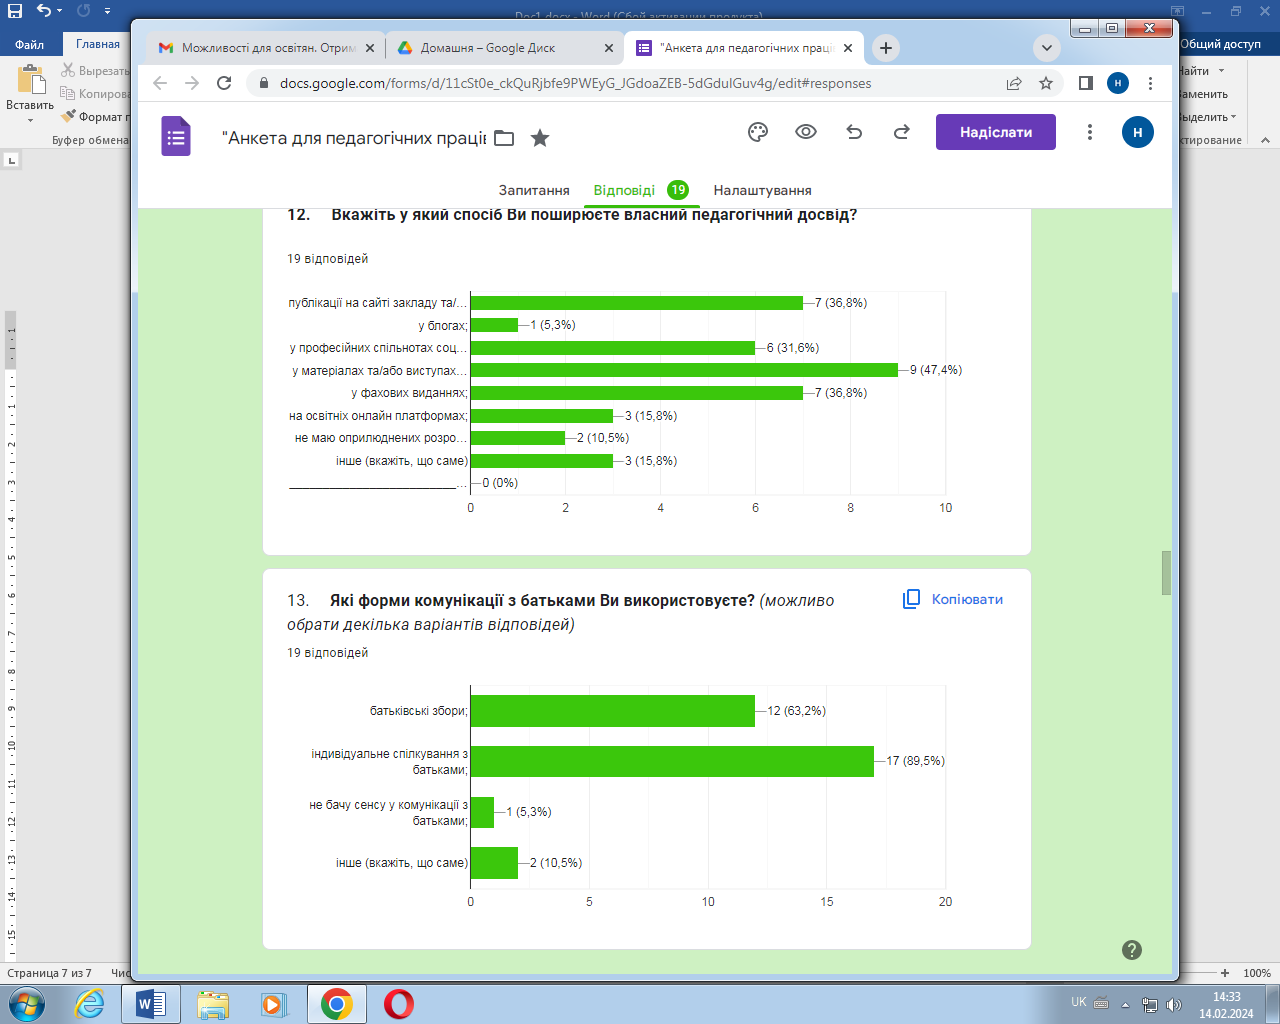 Doc1.docx - Word (Сбой активации продукта)
Файл
Главная
Общий доступ
Вырезать
Вставить
Буфер обмена
Найти
Заменить
Выделить
Можливості для освітян. Отрим
Домашня – Google Диск
"Анкета для педагогічних праці
docs.google.com/forms/d/11cSt0e_ckQuRjbfe9PWEyG_JGdoaZEB-5dGdulGuv4g/edit#responses
"Анкета для педагогічних праців
Надіслати
Н
Запитання
Відповіді 19
Налаштування
12. Вкажіть у який спосіб Ви поширюєте власний педагогічний досвід?
19 відповідей
публікації на сайті закладу та/... 7 (36,8%)
у блогах; 1 (5,3%)
у професійних спільнотах соц... 6 (31,6%)
у матеріалах та/або виступах... 9 (47,4%)
у фахових виданнях; 7 (36,8%)
на освітніх онлайн платформах; 3 (15,8%)
не маю оприлюднених розро... 2 (10,5%)
інше (вкажіть, що саме) 3 (15,8%)
_________________________... 0 (0%)
0 2 4 6 8 10
13. Які форми комунікації з батьками Ви використовуєте? (можливо
обрати декілька варіантів відповідей)
Копіювати
19 відповідей
батьківські збори; 12 (63,2%)
індивідуальне спілкування з
батьками; 17 (89,5%)
не бачу сенсу у комунікації з
батьками; 1 (5,3%)
інше (вкажіть, що саме) 2 (10,5%)
0 5 10 15 20
Страница 7 из 7
100%
UK
14:33
14.02.2024